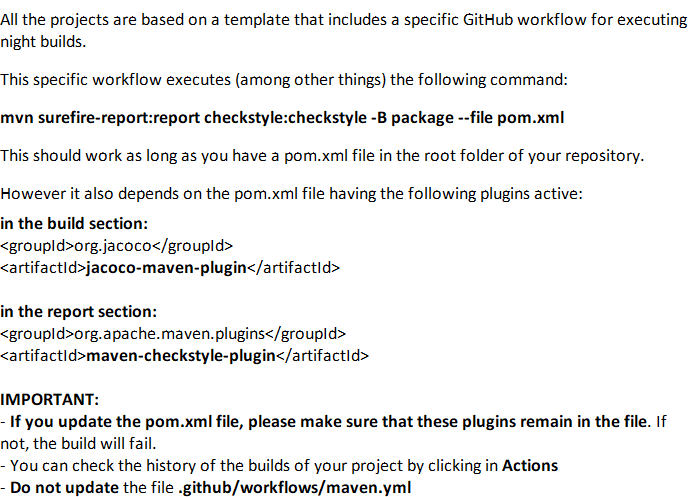 All the projects are based on a template that includes a specific GitHub workflow for executing
night builds.
This specific workflow executes (among other things) the following command:
mvn surefire-report:report checkstyle:checkstyle -B package --file pom.xml
This should work as long as you have a pom.xml file in the root folder of your repository.
However it also depends on the pom.xml file having the following plugins active:
in the build section:
<groupId>org.jacoco</groupId>
<artifactId>jacoco-maven-plugin</artifactId>
in the report section:
<groupId>org.apache.maven.plugins</groupId>
<artifactId>maven-checkstyle-plugin</artifactId>
IMPORTANT:
- If you update the pom.xml file, please make sure that these plugins remain in the file. If
not, the build will fail.
- You can check the history of the builds of your project by clicking in Actions
- Do not update the file .github/workflows/maven.yml